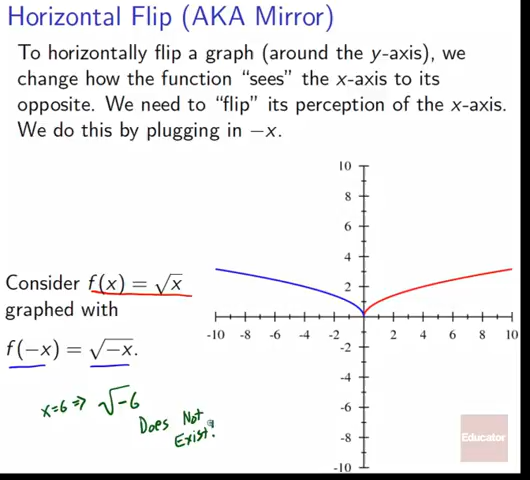 Horizontal Flip (AKA Mirror)
To horizontally flip a graph (around the y-axis), we
change how the function “sees” the x-axis to its
opposite. We need to “flip” its perception of the x-axis.
We do this by plugging in −x.
Consider f(x) = √x
graphed with
f(−x) = √−x.
x=6 ⇒ √-6
Does Not
Exist.
10
8
6
4
2
-10 -8 -6 -4 -2 2 4 6 8 10
-2
-4
-6
-8
-10
Educator